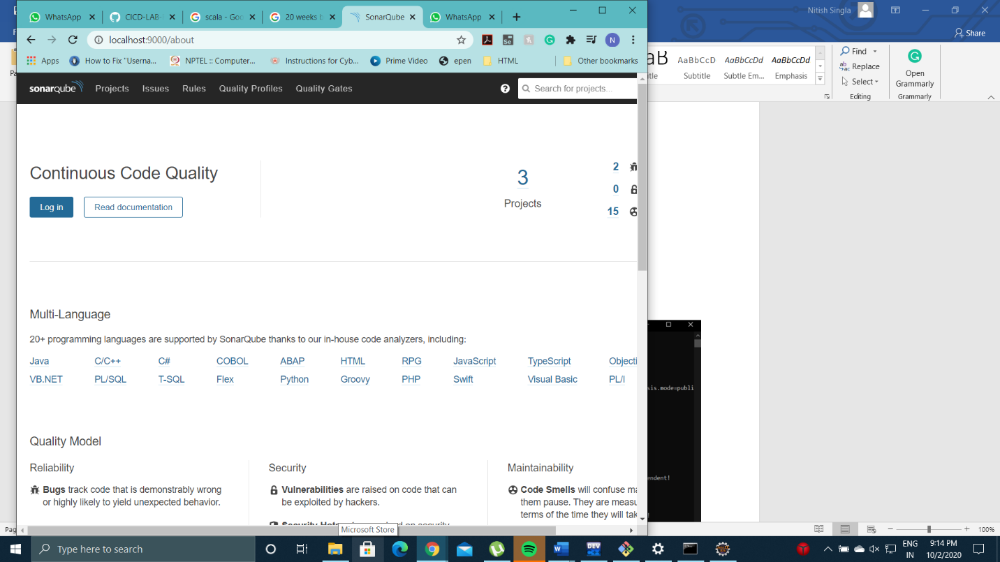 WhatsApp CICD-LAB- scala - Goo 20 weeks b SonarQube WhatsApp
Nitish Singla
localhost:9000/about
Share
Apps How to Fix "Userna... NPTEL :: Computer... Instructions for Cyb... Prime Video epen HTML Other bookmarks
AaBbCcD AaBbCcDd AaBbCcDd
Subtitle Subtle Em... Emphasis
Find
Replace
Select
Editing
Open
Grammarly
Grammarly
sonarqube Projects Issues Rules Quality Profiles Quality Gates
Search for projects...
Continuous Code Quality
Log in Read documentation
3
Projects
2
0
15
Multi-Language
20+ programming languages are supported by SonarQube thanks to our in-house code analyzers, including:
Java C/C++ C# COBOL ABAP HTML RPG JavaScript TypeScript Objecti
VB.NET PL/SQL T-SQL Flex Python Groovy PHP Swift Visual Basic PL/I
sis.mode=publi
endent!
Quality Model
Reliability
Bugs track code that is demonstrably wrong
or highly likely to yield unexpected behavior.
Security
Vulnerabilities are raised on code that can
be exploited by hackers.
Maintainability
Code Smells will confuse ma
them pause. They are measu
terms of the time they will tak
Microsoft Store
Pag
100%
Type here to search
ENG
IN
9:14 PM
10/2/2020